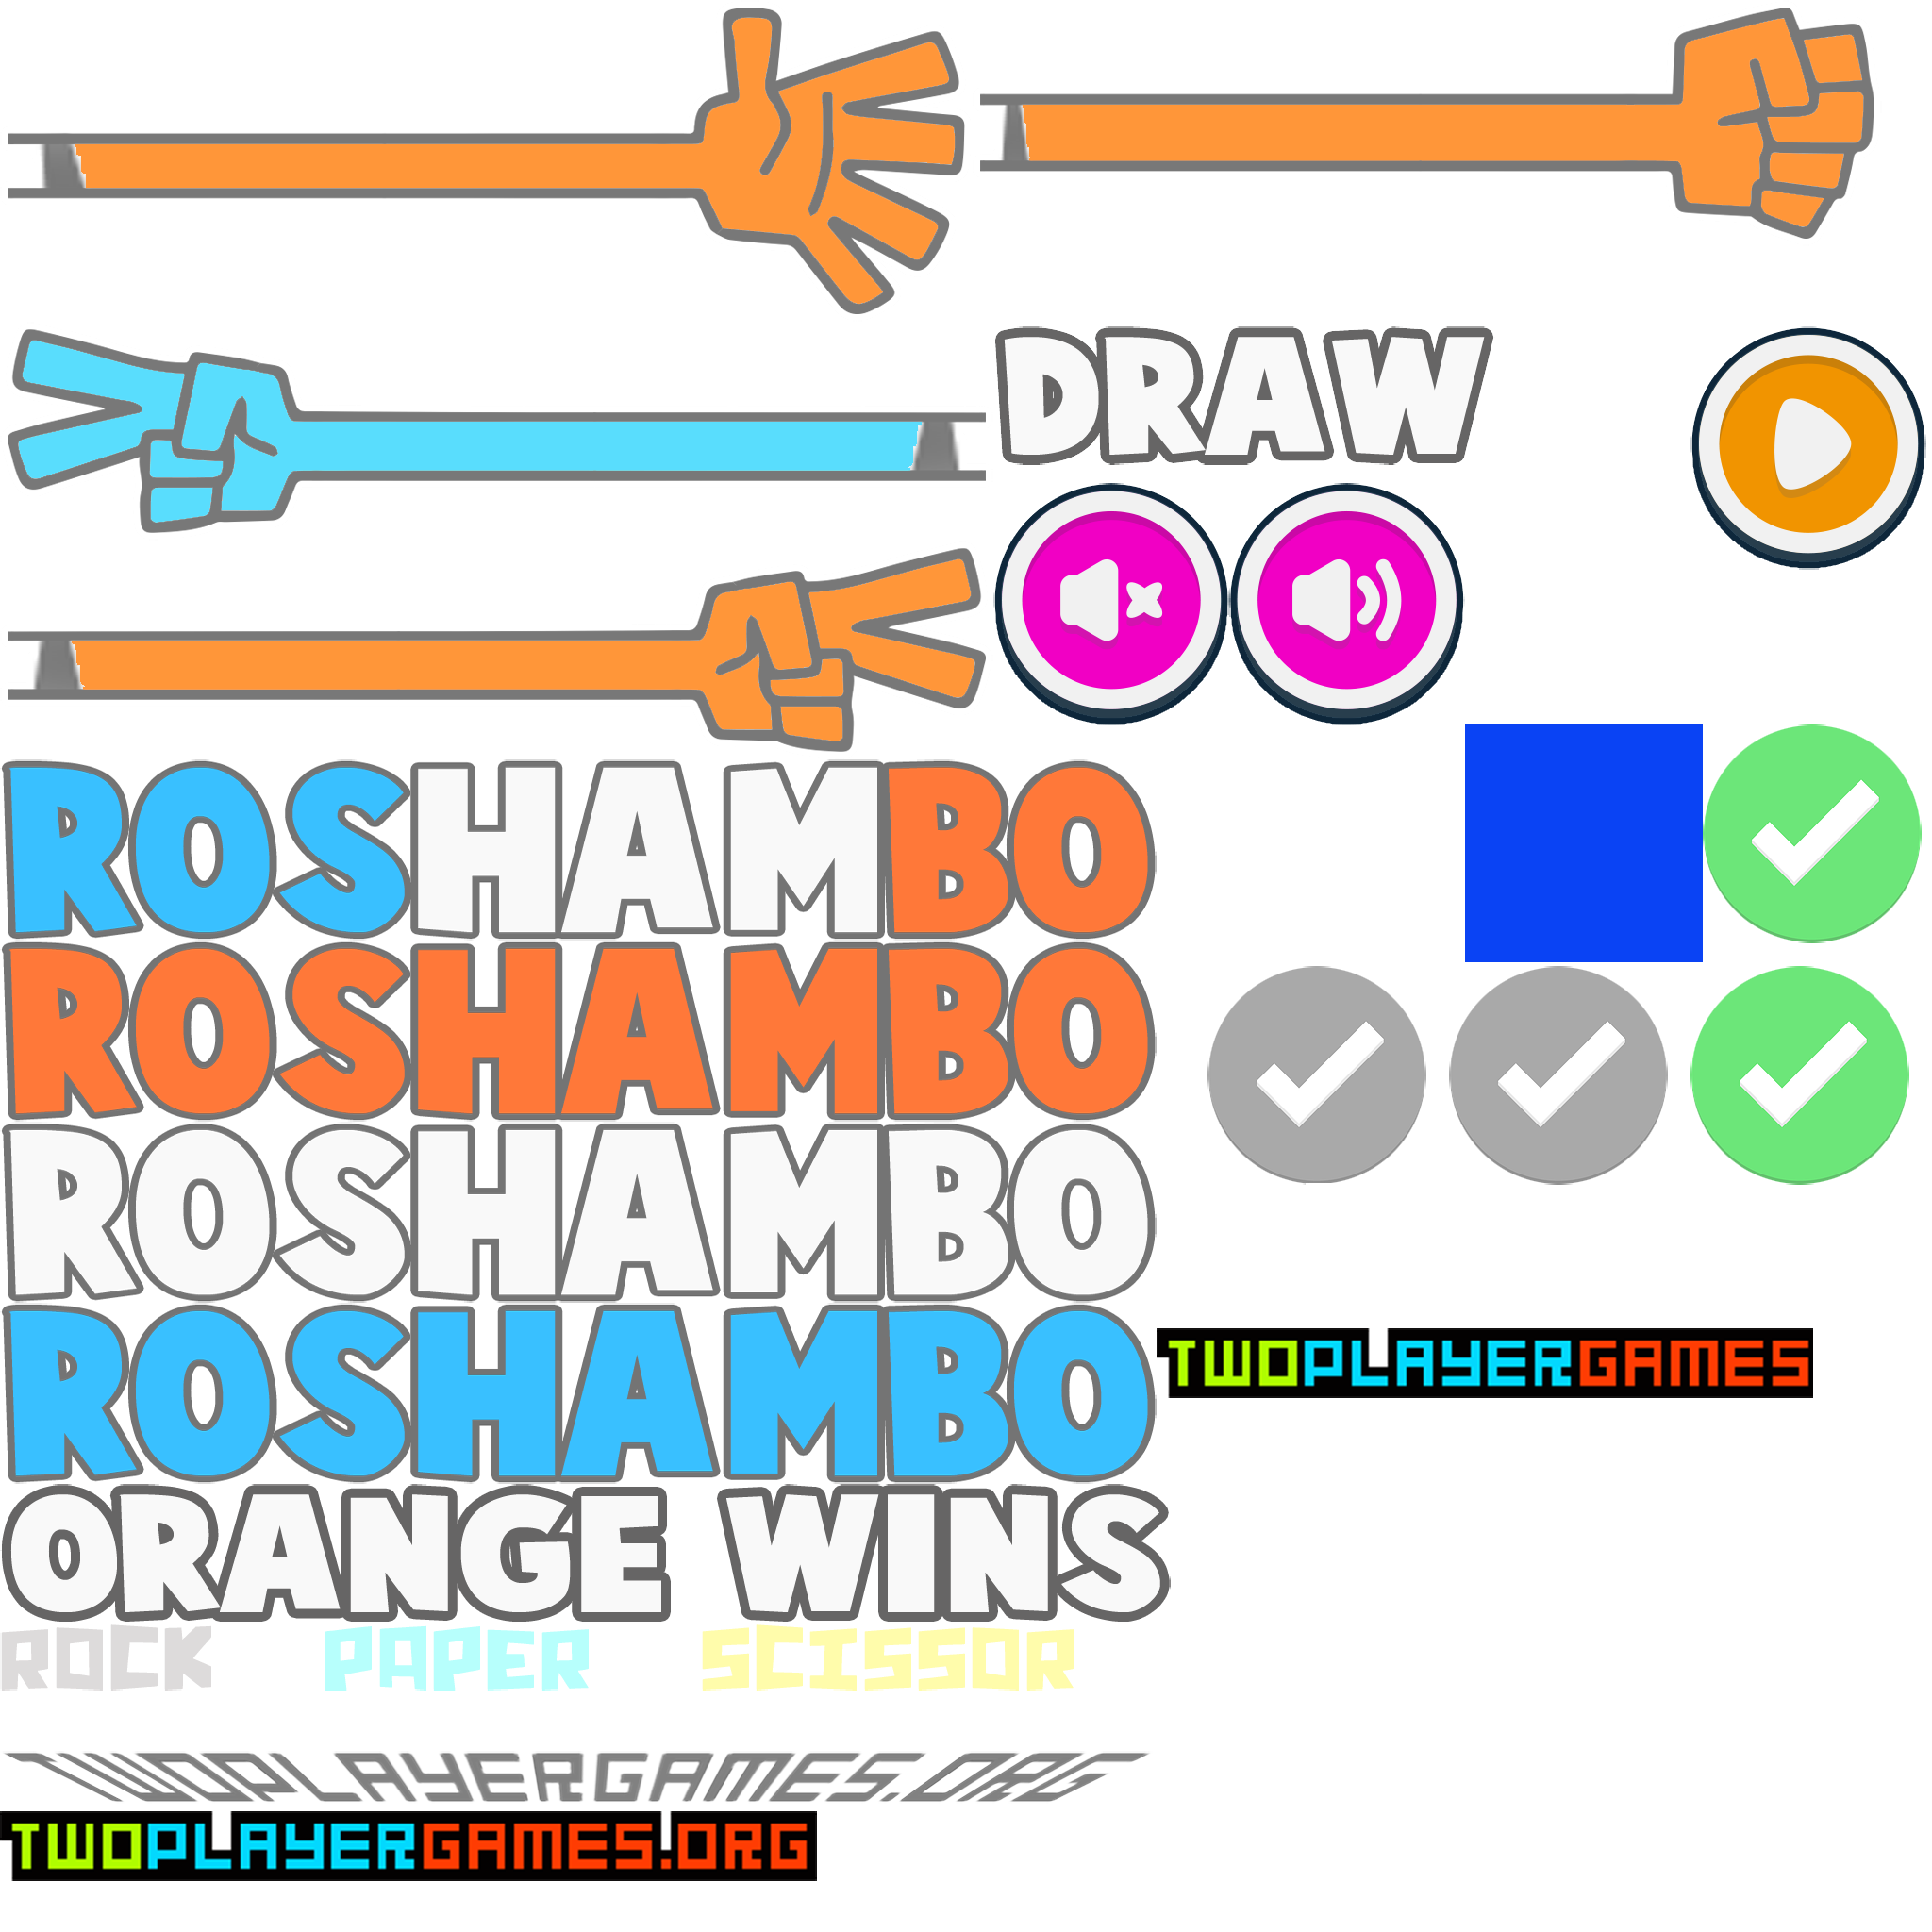 DRAW
ROSHAMBO
ROSHAMBO
ROSHAMBO
ROSHAMBO
TWOPLAYERGAMES
ORANGE WINS
ROCK PAPER SCISSOR
TWOPLAYERGAMES.ORG
TWOPLAYERGAMES.ORG